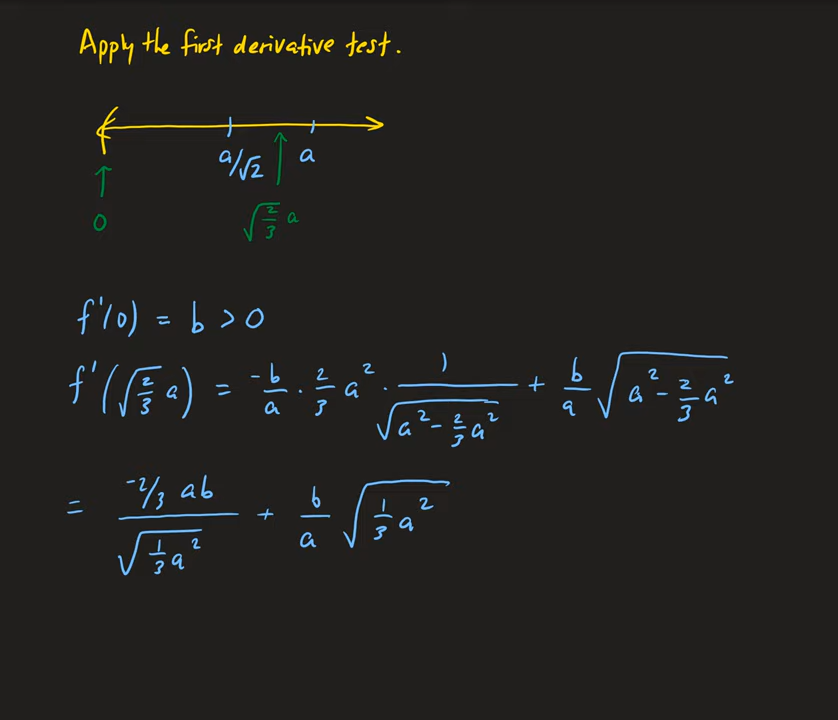 Apply the first derivative test.
a/√2 a
0 √(2/3) a
f'(0) = b > 0
f'(√(2/3) a) = -b/a · 2/3 a² · 1/√(a² - 2/3 a²) + b/a √(a² - 2/3 a²)
= (-2/3 ab)/√(1/3 a²) + b/a √(1/3 a²)